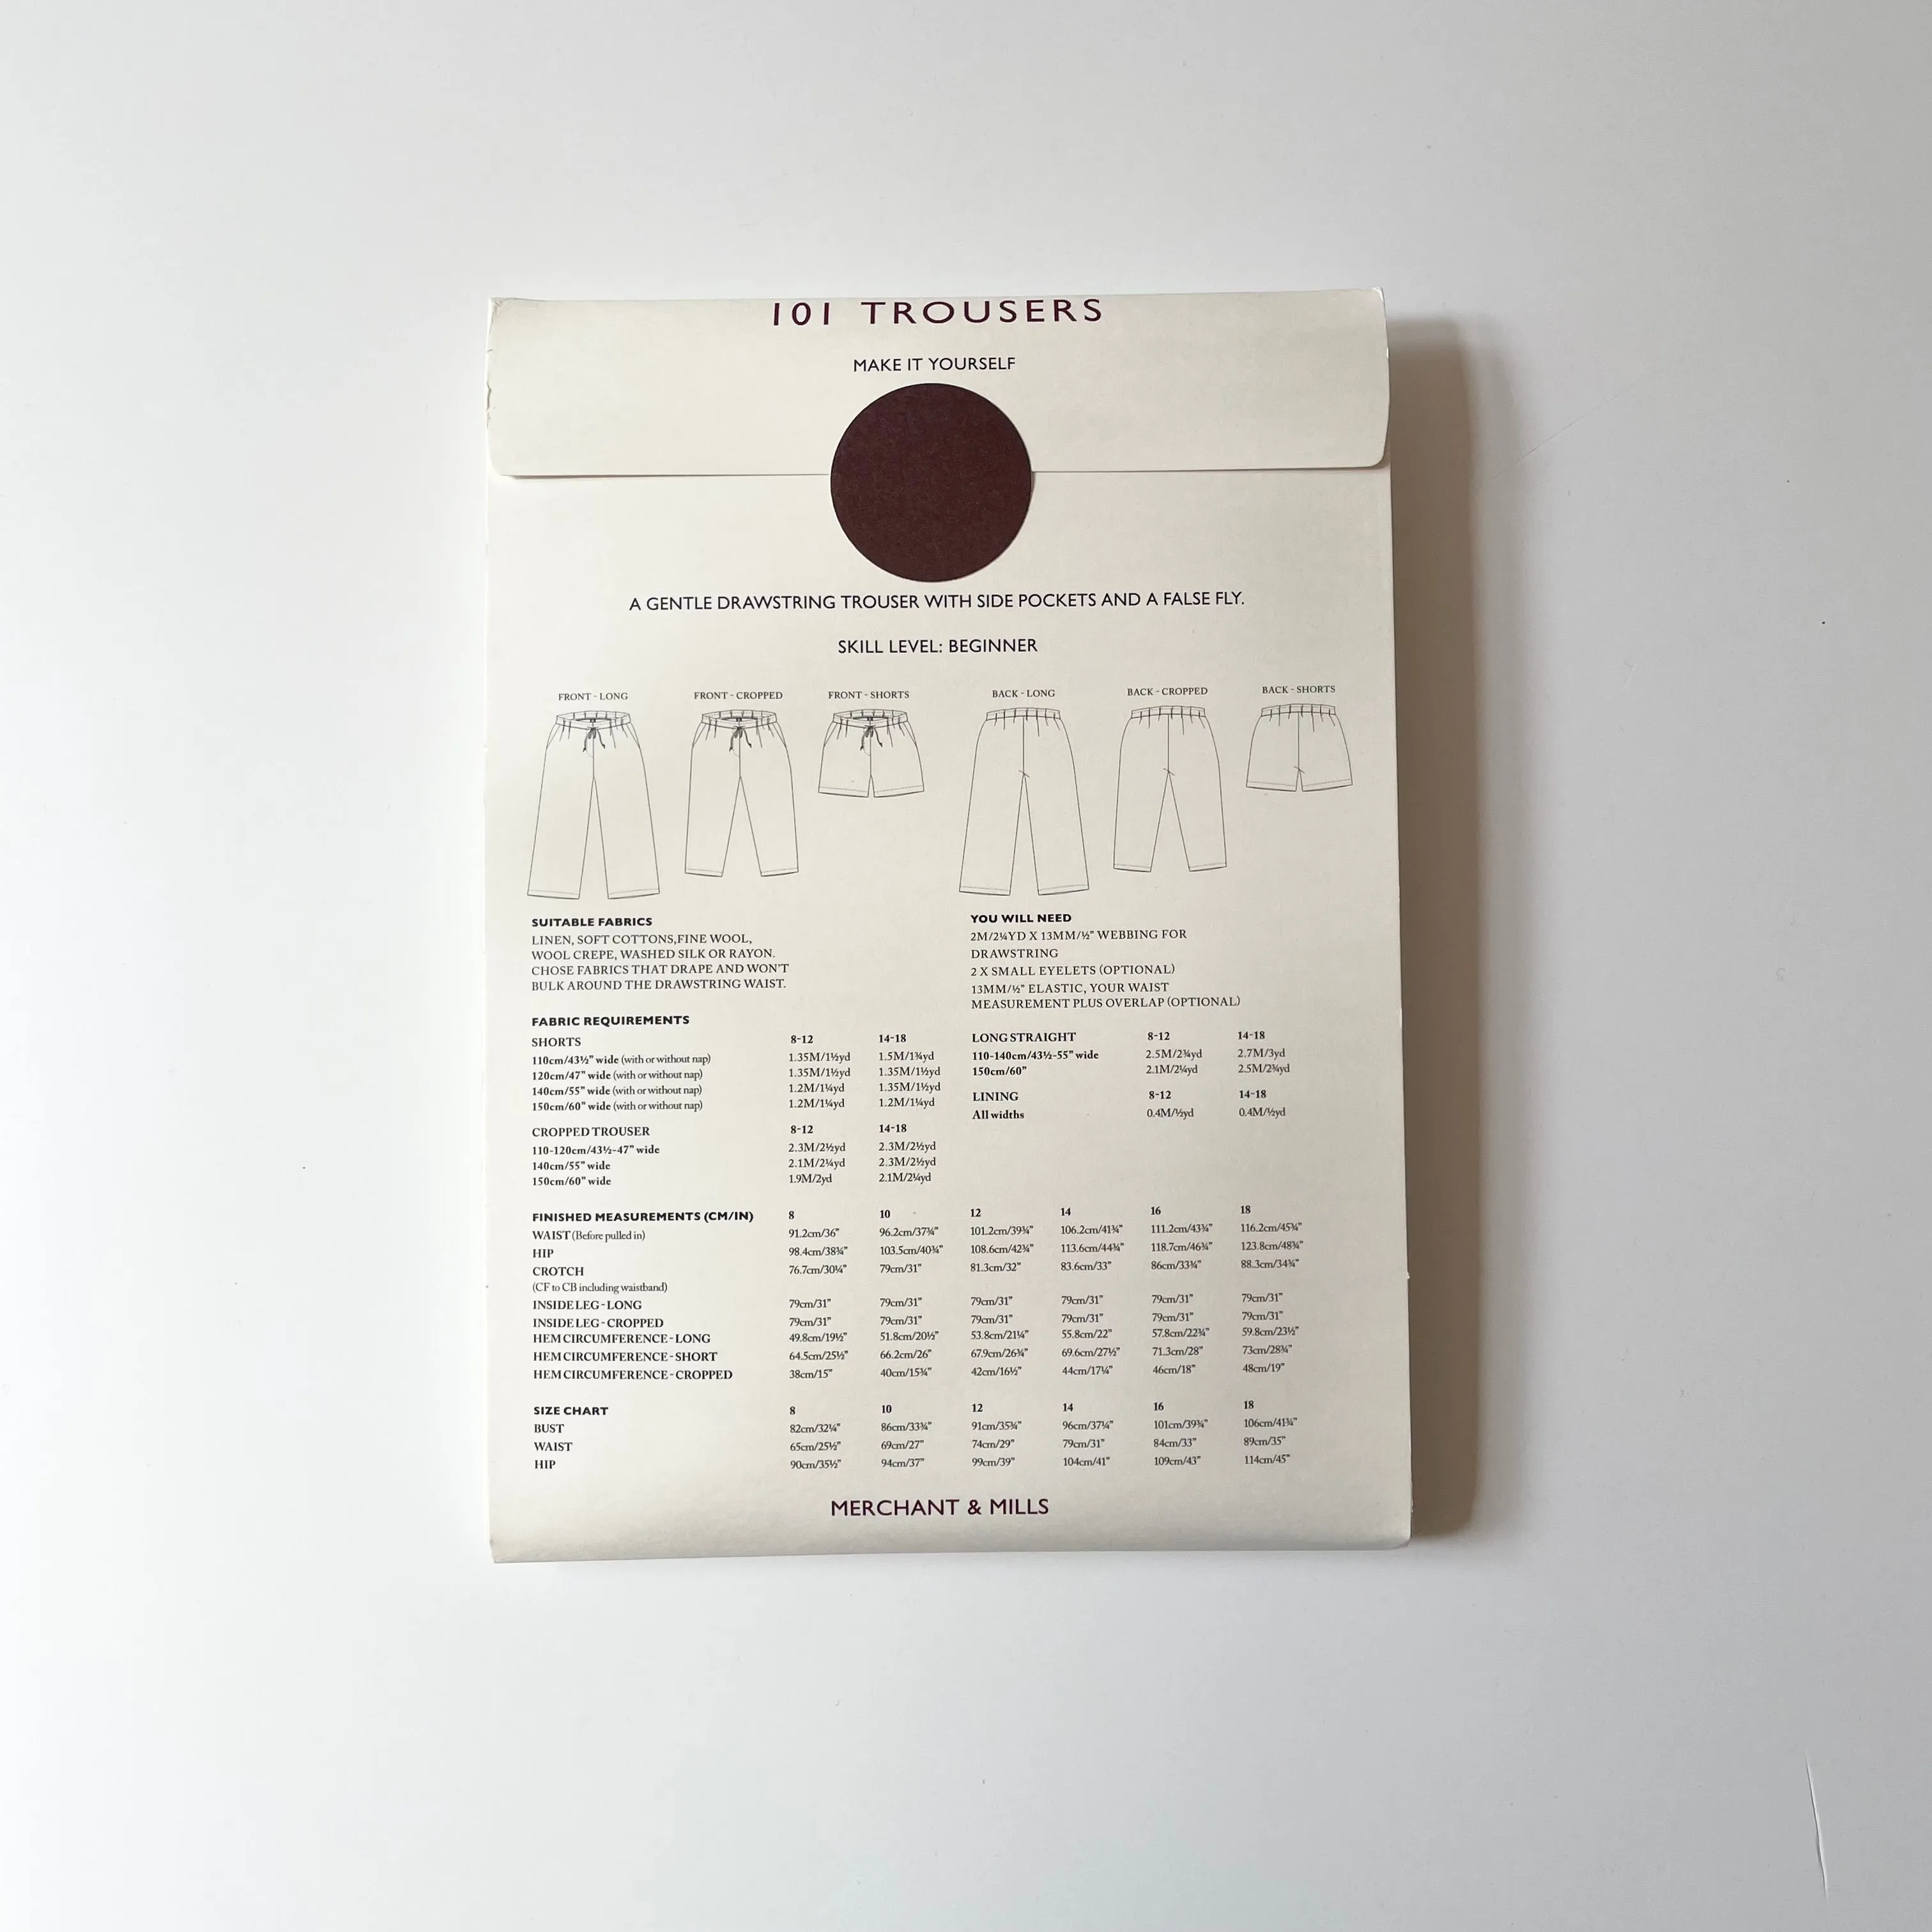 101 TROUSERS
MAKE IT YOURSELF
A GENTLE DRAWSTRING TROUSER WITH SIDE POCKETS AND A FALSE FLY.
SKILL LEVEL: BEGINNER
FRONT - LONG FRONT - CROPPED FRONT - SHORTS BACK - LONG BACK - CROPPED BACK - SHORTS
SUITABLE FABRICS
LINEN, SOFT COTTONS,FINE WOOL,
WOOL CREPE, WASHED SILK OR RAYON.
CHOSE FABRICS THAT DRAPE AND WON'T
BULK AROUND THE DRAWSTRING WAIST.
YOU WILL NEED
2M/2¼YD X 13MM/½" WEBBING FOR
DRAWSTRING
2 X SMALL EYELETS (OPTIONAL)
13MM/½" ELASTIC, YOUR WAIST
MEASUREMENT PLUS OVERLAP (OPTIONAL)
FABRIC REQUIREMENTS
SHORTS 8-12 14-18
110cm/43½" wide (with or without nap) 1.35M/1½yd 1.5M/1¾yd
120cm/47" wide (with or without nap) 1.35M/1½yd 1.35M/1½yd
140cm/55" wide (with or without nap) 1.2M/1¼yd 1.35M/1½yd
150cm/60" wide (with or without nap) 1.2M/1¼yd 1.2M/1¼yd
CROPPED TROUSER 8-12 14-18
110-120cm/43½-47" wide 2.3M/2½yd 2.3M/2½yd
140cm/55" wide 2.1M/2¼yd 2.3M/2½yd
150cm/60" wide 1.9M/2yd 2.1M/2¼yd
LONG STRAIGHT 8-12 14-18
110-140cm/43½-55" wide 2.5M/2¾yd 2.7M/3yd
150cm/60" 2.1M/2¼yd 2.5M/2¾yd
LINING 8-12 14-18
All widths 0.4M/½yd 0.4M/½yd
FINISHED MEASUREMENTS (CM/IN) 8 10 12 14 16 18
WAIST (Before pulled in) 91.2cm/36" 96.2cm/37¾" 101.2cm/39¾" 106.2cm/41¾" 111.2cm/43¾" 116.2cm/45¾"
HIP 98.4cm/38¾" 103.5cm/40¾" 108.6cm/42¾" 113.6cm/44¾" 118.7cm/46¾" 123.8cm/48¾"
CROTCH 76.7cm/30¼" 79cm/31" 81.3cm/32" 83.6cm/33" 86cm/33¾" 88.3cm/34¾"
(CF to CB including waistband)
INSIDE LEG - LONG 79cm/31" 79cm/31" 79cm/31" 79cm/31" 79cm/31" 79cm/31"
INSIDE LEG - CROPPED 79cm/31" 79cm/31" 79cm/31" 79cm/31" 79cm/31" 79cm/31"
HEM CIRCUMFERENCE - LONG 49.8cm/19½" 51.8cm/20½" 53.8cm/21¼" 55.8cm/22" 57.8cm/22¾" 59.8cm/23½"
HEM CIRCUMFERENCE - SHORT 64.5cm/25½" 66.2cm/26" 67.9cm/26¾" 69.6cm/27½" 71.3cm/28" 73cm/28¾"
HEM CIRCUMFERENCE - CROPPED 38cm/15" 40cm/15¾" 42cm/16½" 44cm/17¼" 46cm/18" 48cm/19"
SIZE CHART 8 10 12 14 16 18
BUST 82cm/32¼" 86cm/33¾" 91cm/35¾" 96cm/37¼" 101cm/39¾" 106cm/41¾"
WAIST 65cm/25½" 69cm/27" 74cm/29" 79cm/31" 84cm/33" 89cm/35"
HIP 90cm/35½" 94cm/37" 99cm/39" 104cm/41" 109cm/43" 114cm/45"
MERCHANT & MILLS